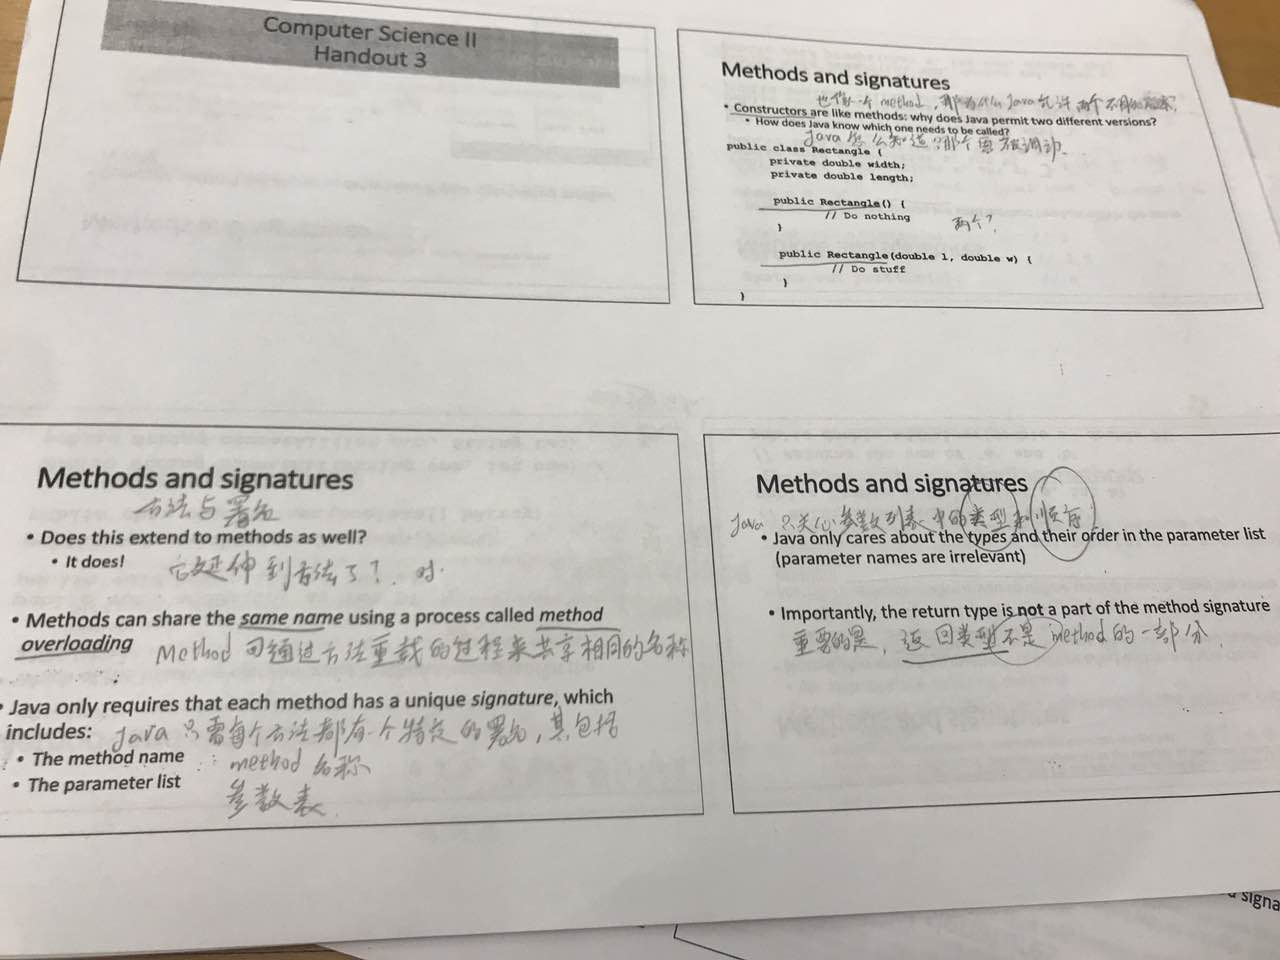 Computer Science II
Handout 3
Methods and signatures
也像一个 method，那为什么 Java 允许两个不同的版本？
• Constructors are like methods: why does Java permit two different versions?
• How does Java know which one needs to be called?
Java 怎么知道哪个要被调动.
public class Rectangle {
private double width;
private double length;
public Rectangle() {
// Do nothing
两个？
}
public Rectangle(double l, double w) {
// Do stuff
}
}
Methods and signatures
方法与署名
• Does this extend to methods as well?
• It does!
它延伸到方法了？. 对.
• Methods can share the same name using a process called method
overloading
Method 可通过方法重载的过程来共享相同的名称
• Java only requires that each method has a unique signature, which
includes:
Java 只需每个方法都有一个特定的署名，其包括
• The method name
method 名称
• The parameter list
参数表
Methods and signatures
Java 只关心参数列表中的类型和顺序
• Java only cares about the types and their order in the parameter list
(parameter names are irrelevant)
• Importantly, the return type is not a part of the method signature
重要的是，返回类型不是 method 的一部分.
signa